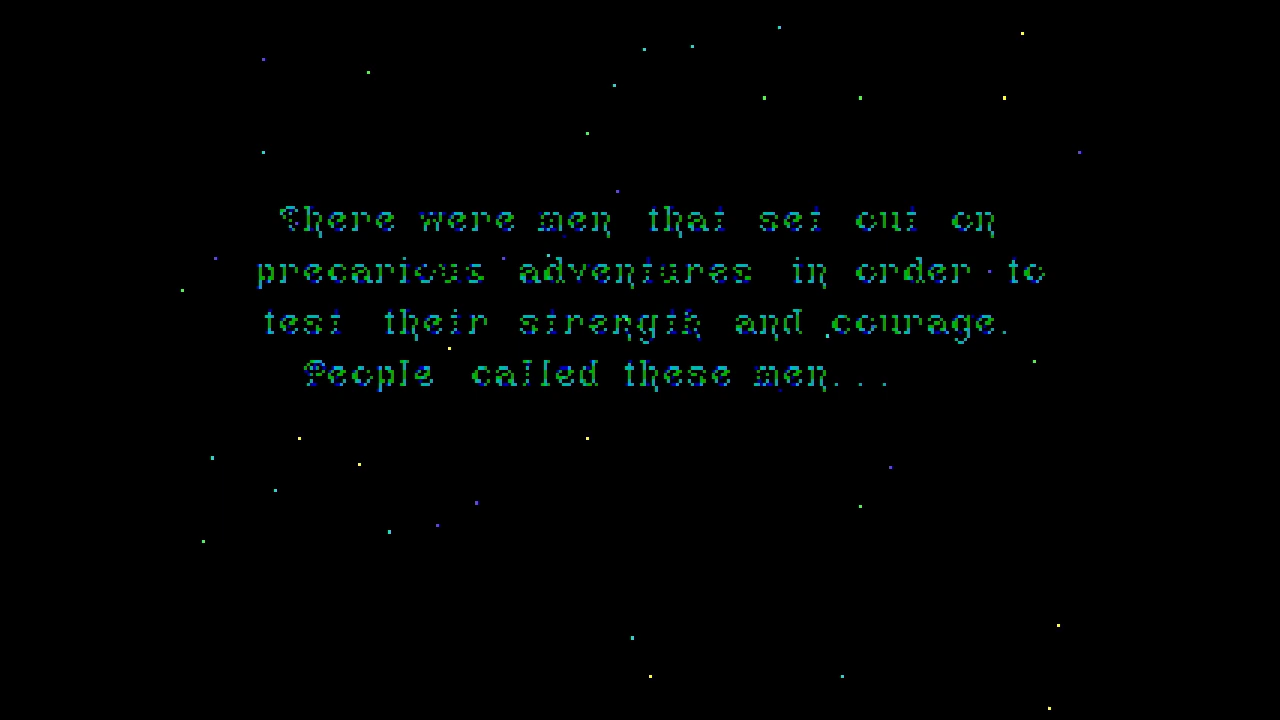 There were men that set out on
precarious adventures in order to
test their strength and courage.
People called these men...